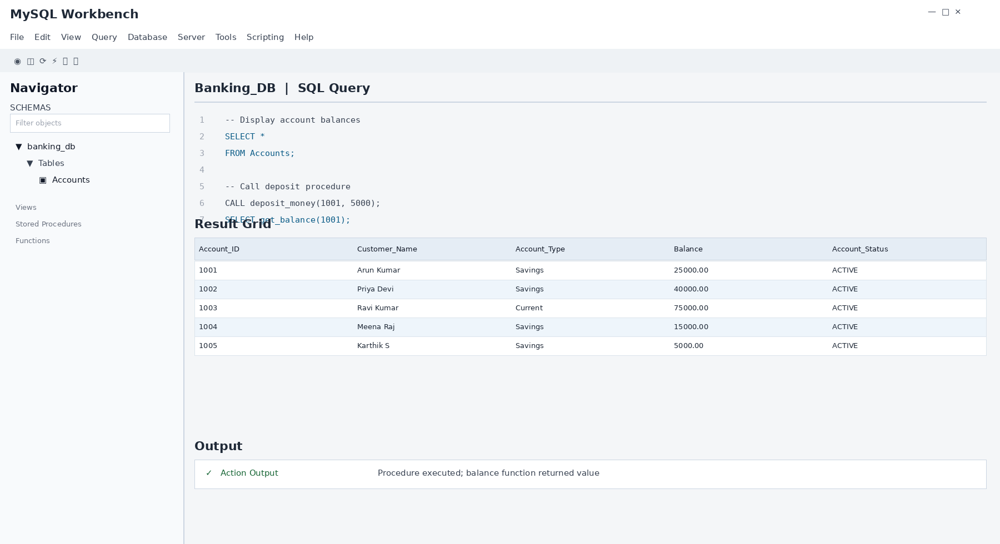 MySQL Workbench
— □ ×
File Edit View Query Database Server Tools Scripting Help
Navigator
SCHEMAS
Filter objects
▼ banking_db
▼ Tables
▣ Accounts
Views
Stored Procedures
Functions
Banking_DB | SQL Query
1 -- Display account balances
2 SELECT *
3 FROM Accounts;
4
5 -- Call deposit procedure
6 CALL deposit_money(1001, 5000);
7 SELECT get_balance(1001);
Result Grid
Account_ID Customer_Name Account_Type Balance Account_Status
1001 Arun Kumar Savings 25000.00 ACTIVE
1002 Priya Devi Savings 40000.00 ACTIVE
1003 Ravi Kumar Current 75000.00 ACTIVE
1004 Meena Raj Savings 15000.00 ACTIVE
1005 Karthik S Savings 5000.00 ACTIVE
Output
✓ Action Output Procedure executed; balance function returned value